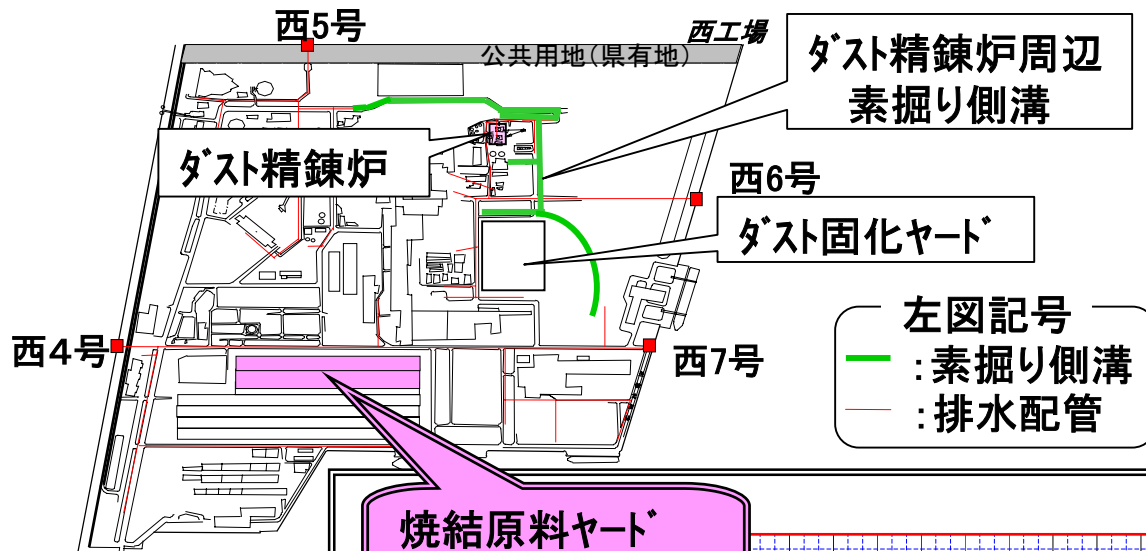 西5号
西工場
公共用地(県有地)
ダスト精錬炉周辺
素掘り側溝
ダスト精錬炉
西6号
ダスト固化ヤード
西4号
西7号
左図記号
:素掘り側溝
:排水配管
焼結原料ヤード